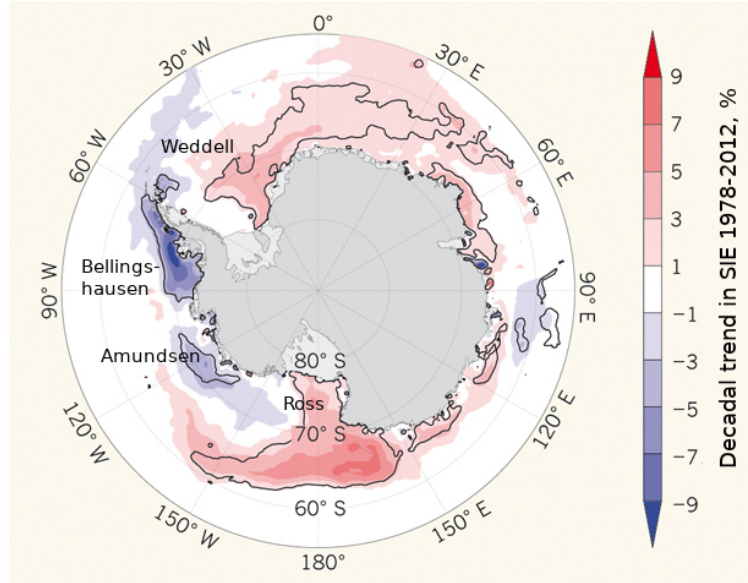 0°
30° W
30° E
60° W
60° E
Weddell
90° W
90° E
Bellings-
hausen
Amundsen
80° S
Ross
70° S
60° S
120° W
120° E
150° W
150° E
180°
9
7
5
3
1
−1
−3
−5
−7
−9
Decadal trend in SIE 1978-2012, %